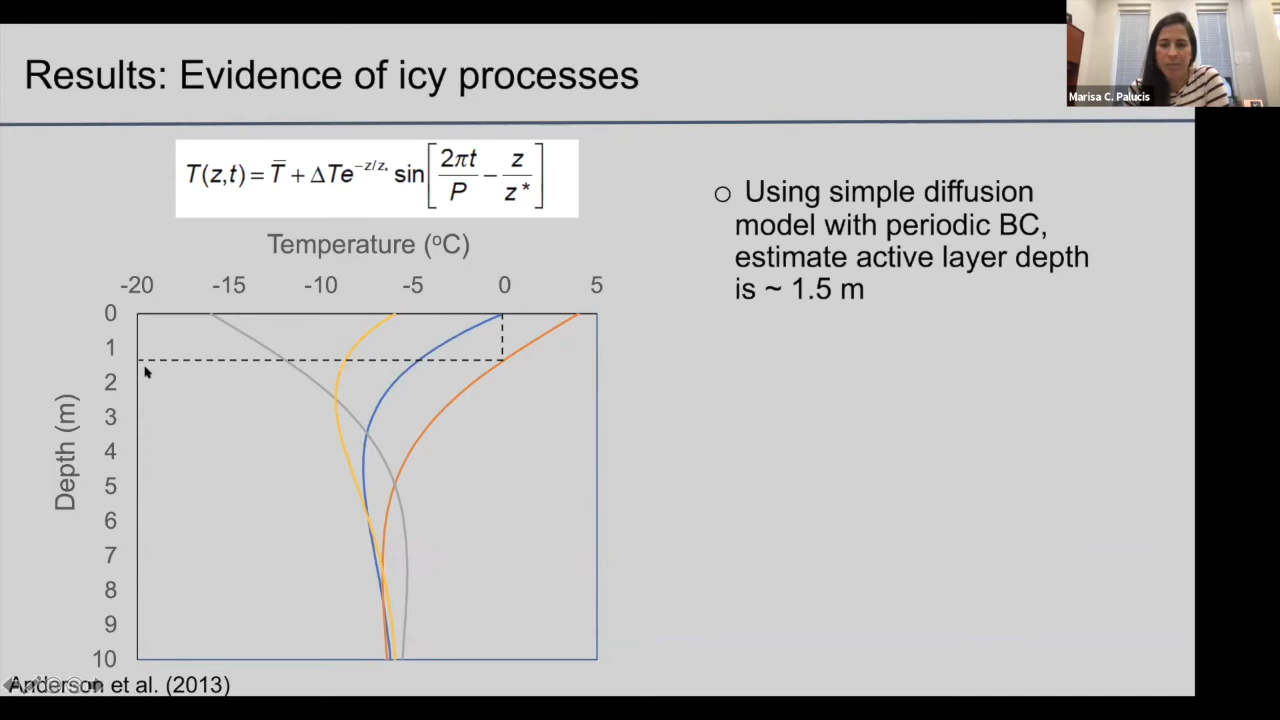 Marisa C. Palucis
Results: Evidence of icy processes
T(z,t) = T̅ + ΔTe^{-z/z*} sin[2πt/P − z/z*]
○ Using simple diffusion
model with periodic BC,
estimate active layer depth
is ~ 1.5 m
Temperature (°C)
-20 -15 -10 -5 0 5
0
1
2
3
4
5
6
7
8
9
10
Depth (m)
Anderson et al. (2013)